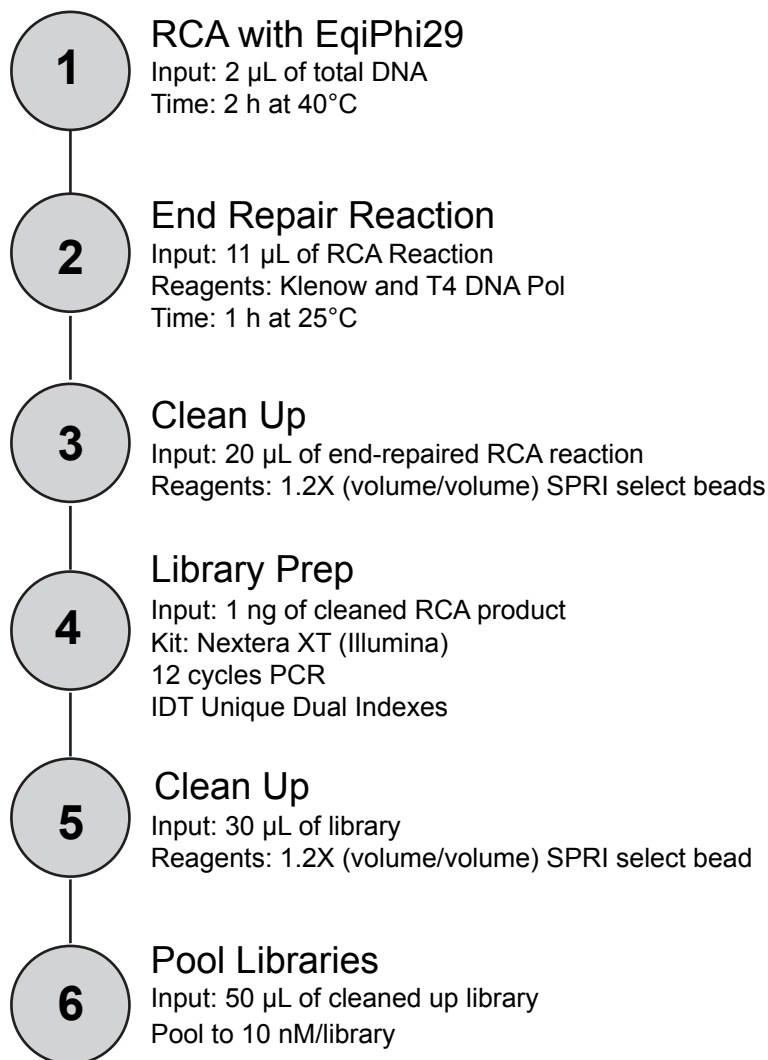 1
RCA with EqiPhi29
Input: 2 µL of total DNA
Time: 2 h at 40°C
2
End Repair Reaction
Input: 11 µL of RCA Reaction
Reagents: Klenow and T4 DNA Pol
Time: 1 h at 25°C
3
Clean Up
Input: 20 µL of end-repaired RCA reaction
Reagents: 1.2X (volume/volume) SPRI select beads
4
Library Prep
Input: 1 ng of cleaned RCA product
Kit: Nextera XT (Illumina)
12 cycles PCR
IDT Unique Dual Indexes
5
Clean Up
Input: 30 µL of library
Reagents: 1.2X (volume/volume) SPRI select bead
6
Pool Libraries
Input: 50 µL of cleaned up library
Pool to 10 nM/library